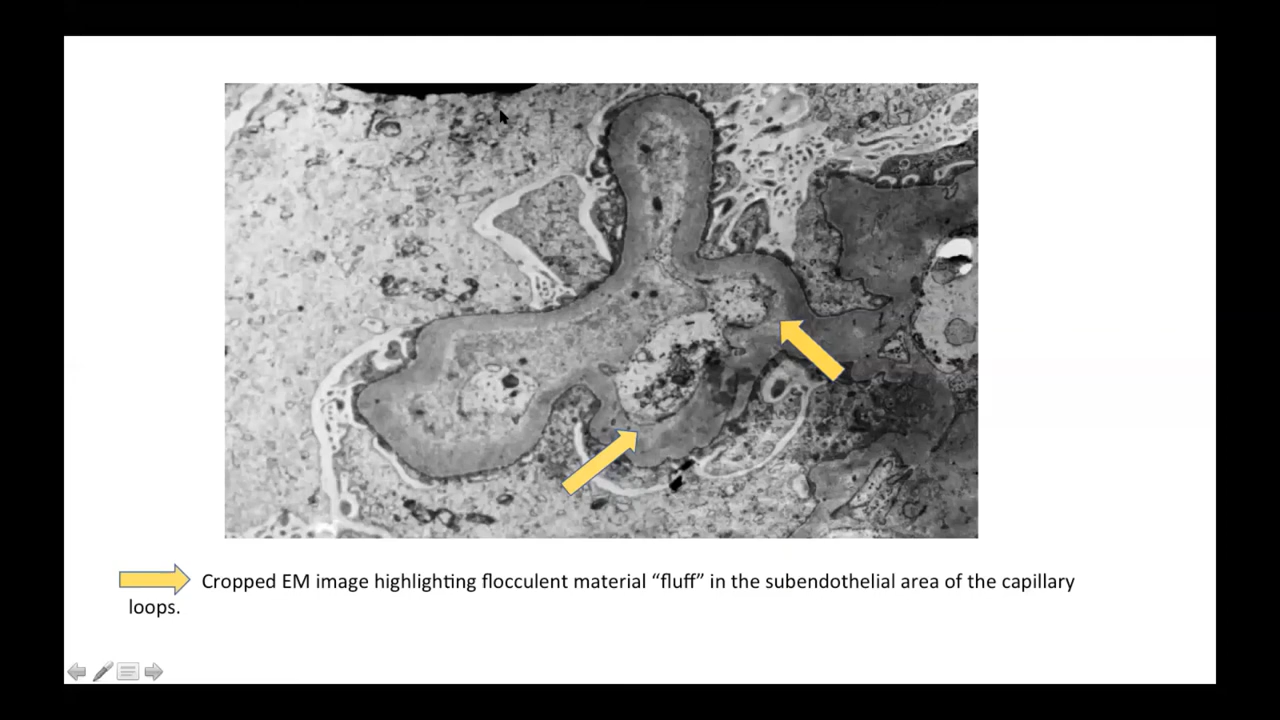 Cropped EM image highlighting flocculent material “fluff” in the subendothelial area of the capillary
loops.